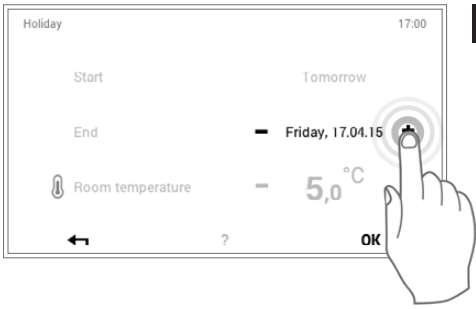 Holiday 17:00
Start Tomorrow
End - Friday, 17.04.15 +
Room temperature - 5,0°C
? OK